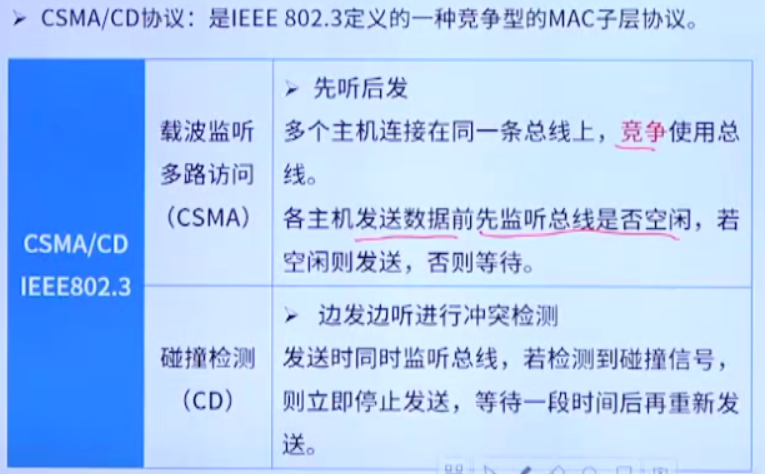 ➢ CSMA/CD协议：是IEEE 802.3定义的一种竞争型的MAC子层协议。
CSMA/CD
IEEE802.3
载波监听
多路访问
（CSMA）
➢ 先听后发
多个主机连接在同一条总线上，竞争使用总
线。
各主机发送数据前先监听总线是否空闲，若
空闲则发送，否则等待。
碰撞检测
（CD）
➢ 边发边听进行冲突检测
发送时同时监听总线，若检测到碰撞信号，
则立即停止发送，等待一段时间后再重新发
送。